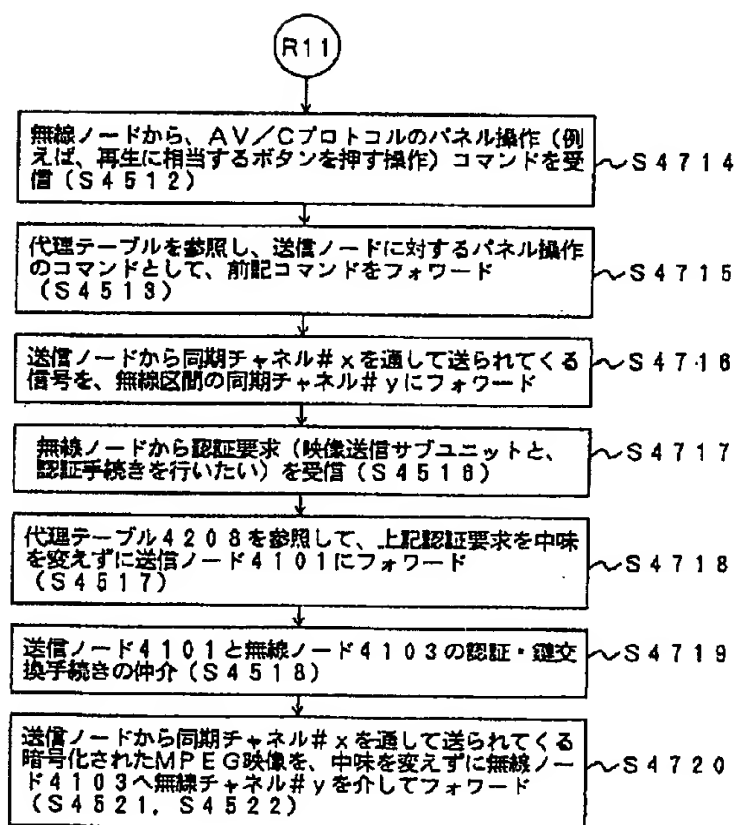 R11
無線ノードから、AV/Cプロトコルのパネル操作(例
えば、再生に相当するボタンを押す操作)コマンドを受
信(S4512)
~S4714
代理テーブルを参照し、送信ノードに対するパネル操作
のコマンドとして、前記コマンドをフォワード
(S4513)
~S4715
送信ノードから同期チャネル#xを通して送られてくる
信号を、無線区間の同期チャネル#yにフォワード
~S4716
無線ノードから認証要求(映像送信サブユニットと、
認証手続きを行いたい)を受信(S4516)
~S4717
代理テーブル4208を参照して、上記認証要求を中味
を変えずに送信ノード4101にフォワード
(S4517)
~S4718
送信ノード4101と無線ノード4103の認証・鍵交
換手続きの仲介(S4518)
~S4719
送信ノードから同期チャネル#xを通して送られてくる
暗号化されたMPEG映像を、中味を変えずに無線ノー
ド4103へ無線チャネル#yを介してフォワード
(S4521,S4522)
~S4720